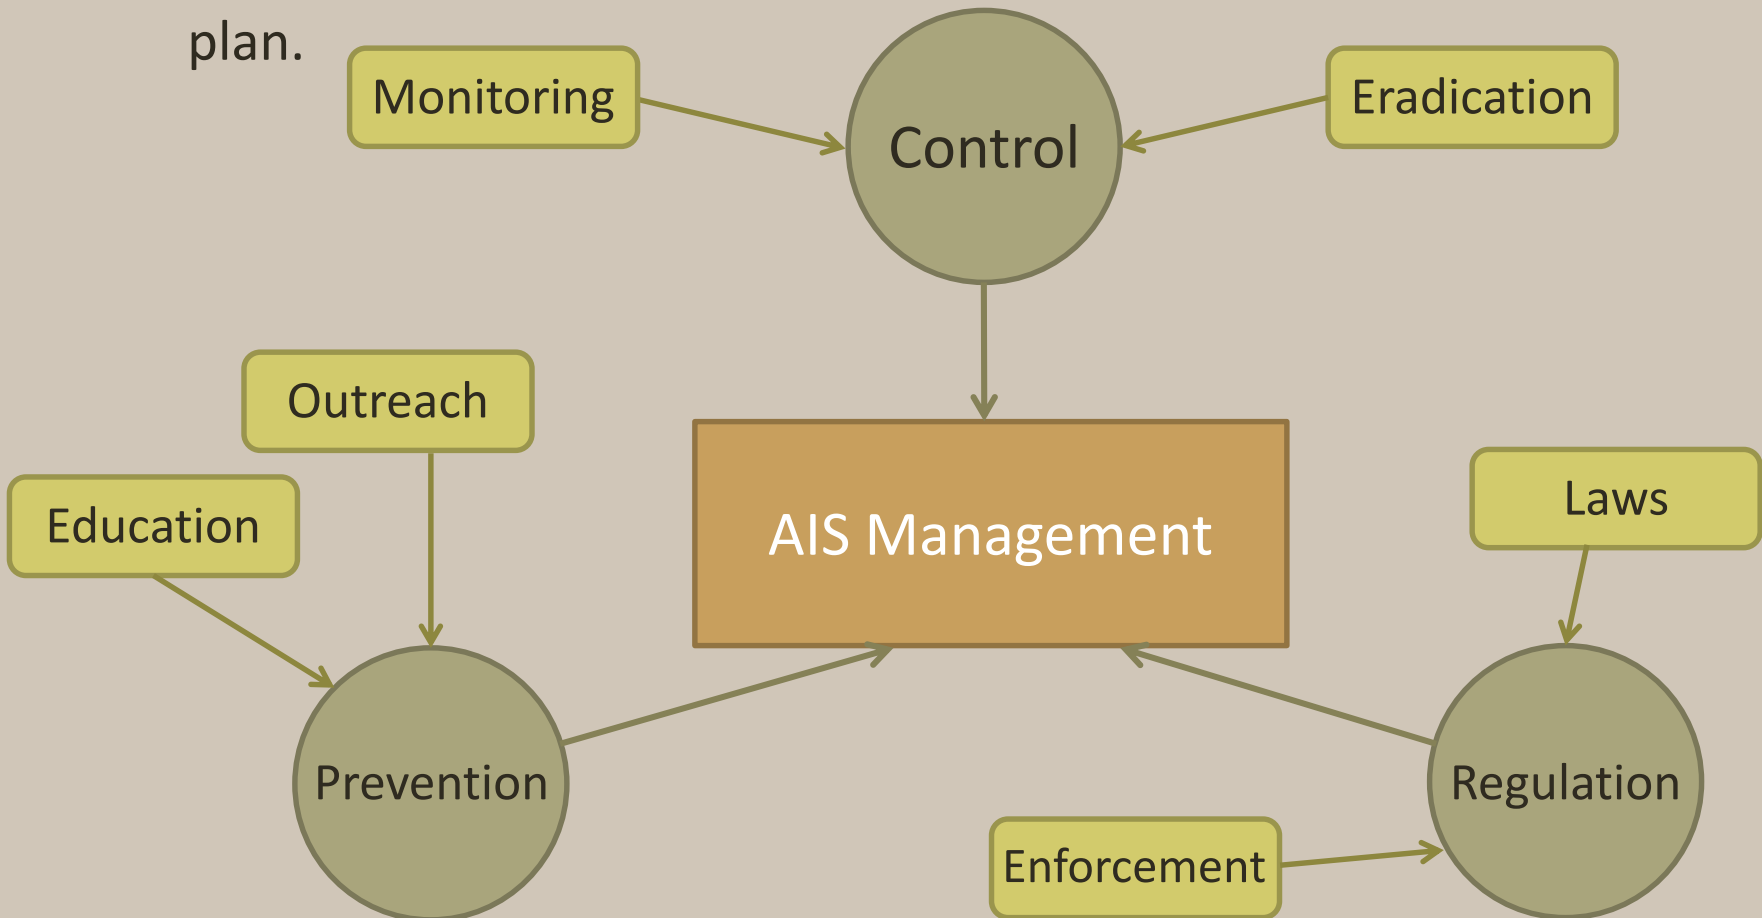 plan.
Monitoring
Control
Eradication
Outreach
Education
AIS Management
Laws
Prevention
Regulation
Enforcement